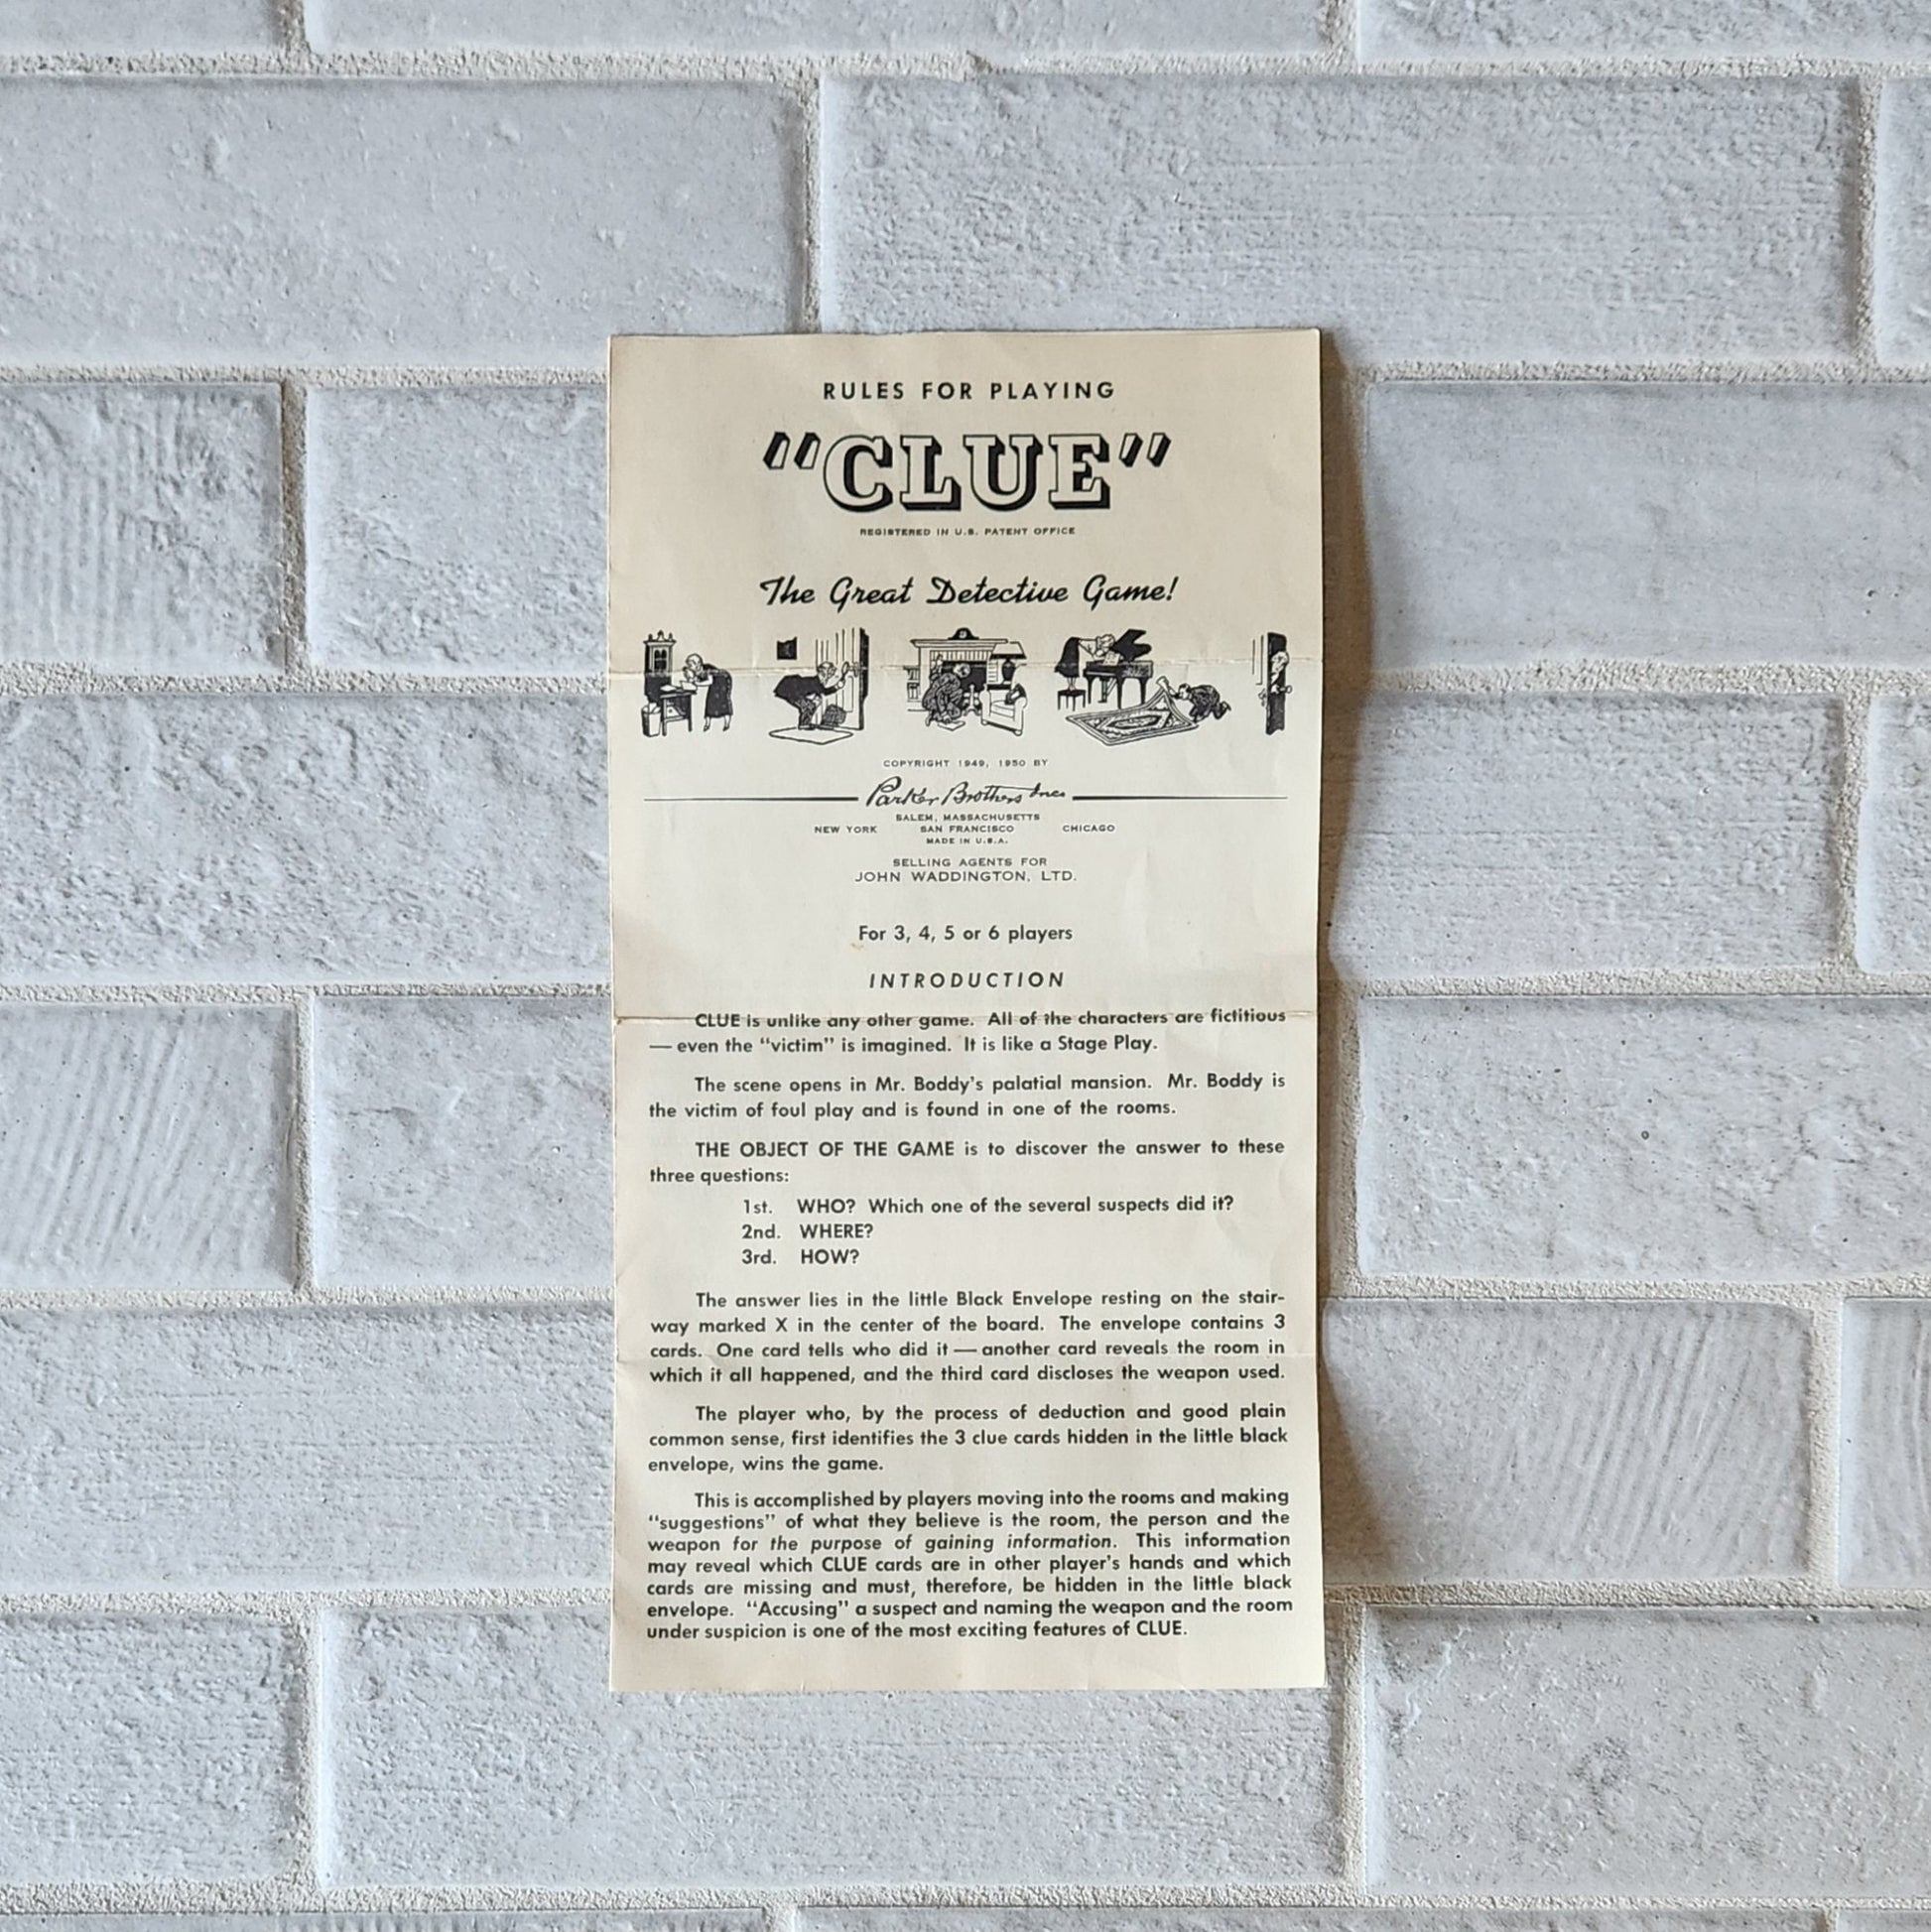 RULES FOR PLAYING
"CLUE"
REGISTERED IN U.S. PATENT OFFICE
The Great Detective Game!
COPYRIGHT 1949, 1950 BY
Parker Brothers Inc.
SALEM, MASSACHUSETTS
NEW YORK SAN FRANCISCO CHICAGO
MADE IN U.S.A.
SELLING AGENTS FOR
JOHN WADDINGTON, LTD.
For 3, 4, 5 or 6 players
INTRODUCTION
CLUE is unlike any other game. All of the characters are fictitious
— even the "victim" is imagined. It is like a Stage Play.
The scene opens in Mr. Boddy's palatial mansion. Mr. Boddy is
the victim of foul play and is found in one of the rooms.
THE OBJECT OF THE GAME is to discover the answer to these
three questions:
1st. WHO? Which one of the several suspects did it?
2nd. WHERE?
3rd. HOW?
The answer lies in the little Black Envelope resting on the stair-
way marked X in the center of the board. The envelope contains 3
cards. One card tells who did it — another card reveals the room in
which it all happened, and the third card discloses the weapon used.
The player who, by the process of deduction and good plain
common sense, first identifies the 3 clue cards hidden in the little black
envelope, wins the game.
This is accomplished by players moving into the rooms and making
"suggestions" of what they believe is the room, the person and the
weapon for the purpose of gaining information. This information
may reveal which CLUE cards are in other player's hands and which
cards are missing and must, therefore, be hidden in the little black
envelope. "Accusing" a suspect and naming the weapon and the room
under suspicion is one of the most exciting features of CLUE.